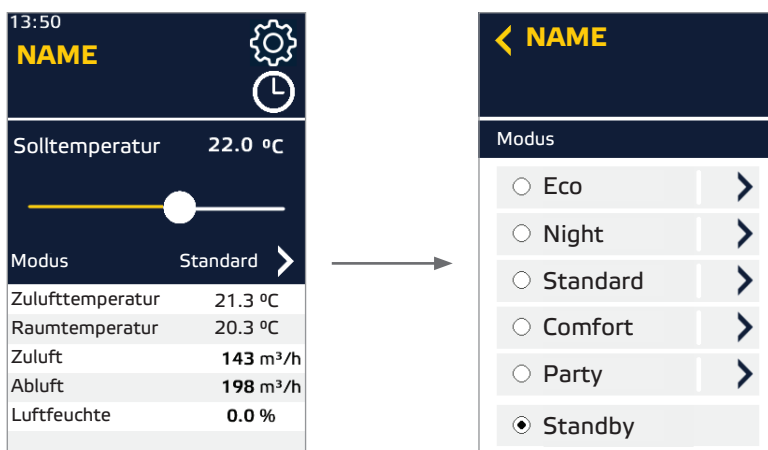 13:50
NAME
Solltemperatur 22.0 ºC
Modus Standard
Zulufttemperatur 21.3 ºC
Raumtemperatur 20.3 ºC
Zuluft 143 m³/h
Abluft 198 m³/h
Luftfeuchte 0.0 %
NAME
Modus
Eco
Night
Standard
Comfort
Party
Standby